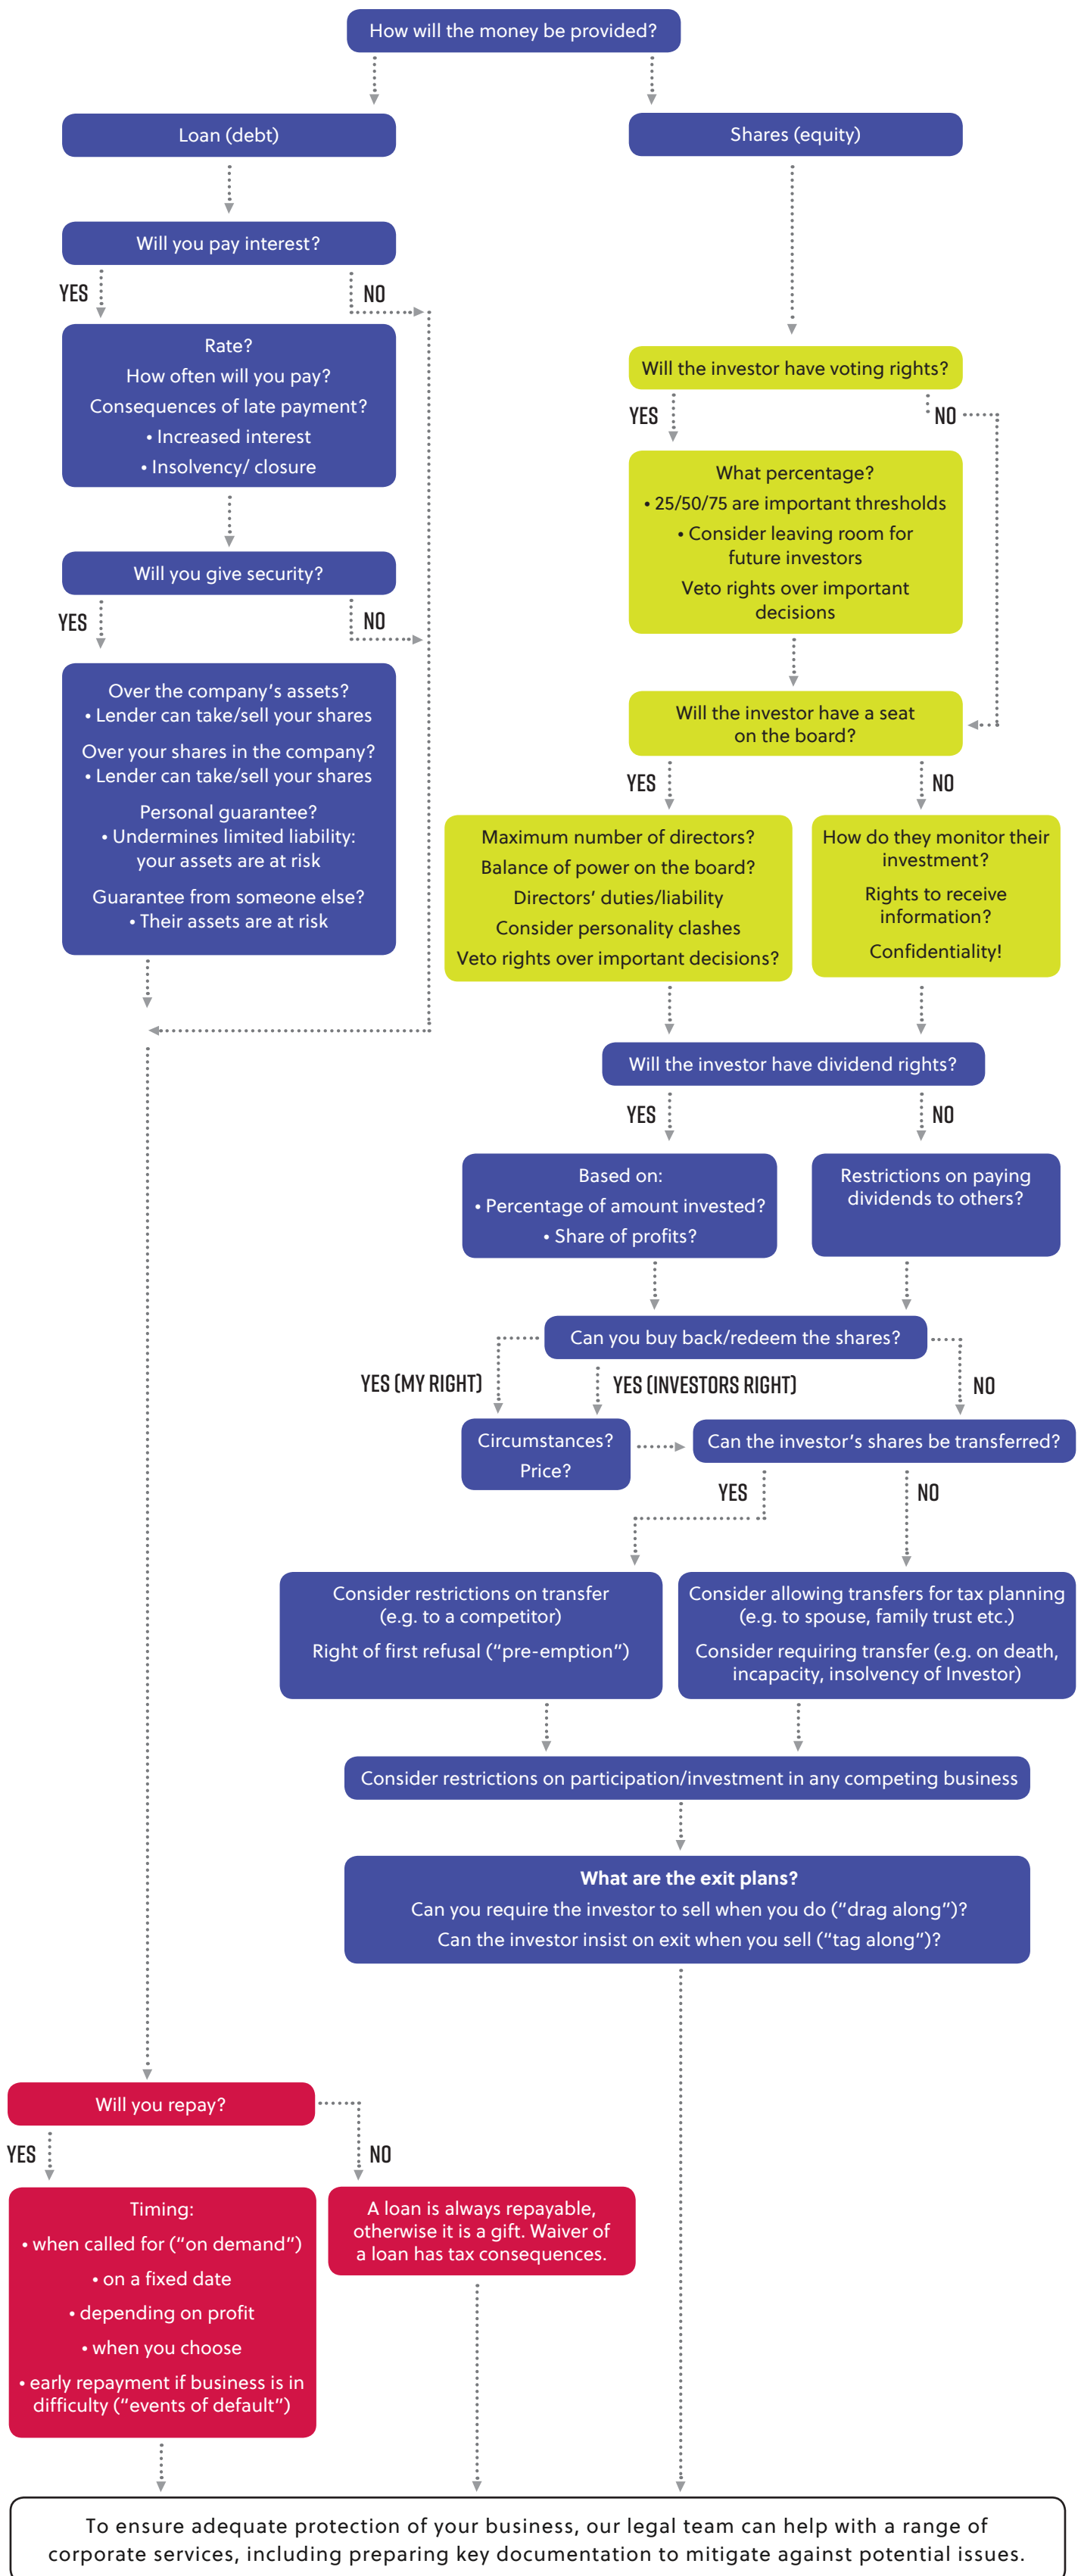 How will the money be provided?
Loan (debt)
Shares (equity)
Will you pay interest?
YES
NO
Rate?
How often will you pay?
Consequences of late payment?
• Increased interest
• Insolvency/ closure
Will the investor have voting rights?
YES
NO
What percentage?
• 25/50/75 are important thresholds
• Consider leaving room for
future investors
Veto rights over important
decisions
Will you give security?
YES
NO
Over the company's assets?
• Lender can take/sell your shares
Over your shares in the company?
• Lender can take/sell your shares
Personal guarantee?
• Undermines limited liability:
your assets are at risk
Guarantee from someone else?
• Their assets are at risk
Will the investor have a seat
on the board?
YES
NO
Maximum number of directors?
Balance of power on the board?
Directors' duties/liability
Consider personality clashes
Veto rights over important decisions?
How do they monitor their
investment?
Rights to receive
information?
Confidentiality!
Will the investor have dividend rights?
YES
NO
Based on:
• Percentage of amount invested?
• Share of profits?
Restrictions on paying
dividends to others?
Can you buy back/redeem the shares?
YES (MY RIGHT)
YES (INVESTORS RIGHT)
NO
Circumstances?
Price?
Can the investor's shares be transferred?
YES
NO
Consider restrictions on transfer
(e.g. to a competitor)
Right of first refusal ("pre-emption")
Consider allowing transfers for tax planning
(e.g. to spouse, family trust etc.)
Consider requiring transfer (e.g. on death,
incapacity, insolvency of Investor)
Consider restrictions on participation/investment in any competing business
What are the exit plans?
Can you require the investor to sell when you do ("drag along")?
Can the investor insist on exit when you sell ("tag along")?
Will you repay?
YES
NO
Timing:
• when called for ("on demand")
• on a fixed date
• depending on profit
• when you choose
• early repayment if business is in
difficulty ("events of default")
A loan is always repayable,
otherwise it is a gift. Waiver of
a loan has tax consequences.
To ensure adequate protection of your business, our legal team can help with a range of
corporate services, including preparing key documentation to mitigate against potential issues.